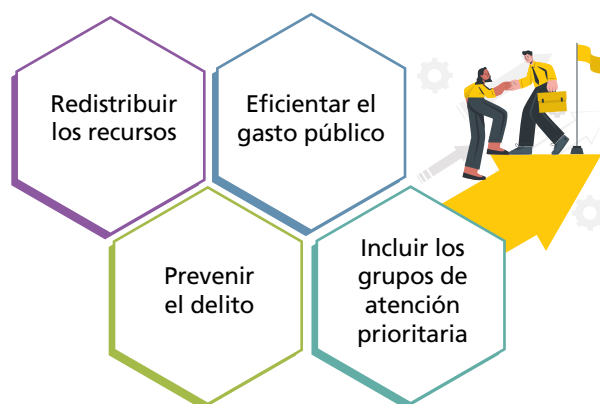 Redistribuir
los recursos
Eficientar el
gasto público
Prevenir
el delito
Incluir los
grupos de
atención
prioritaria